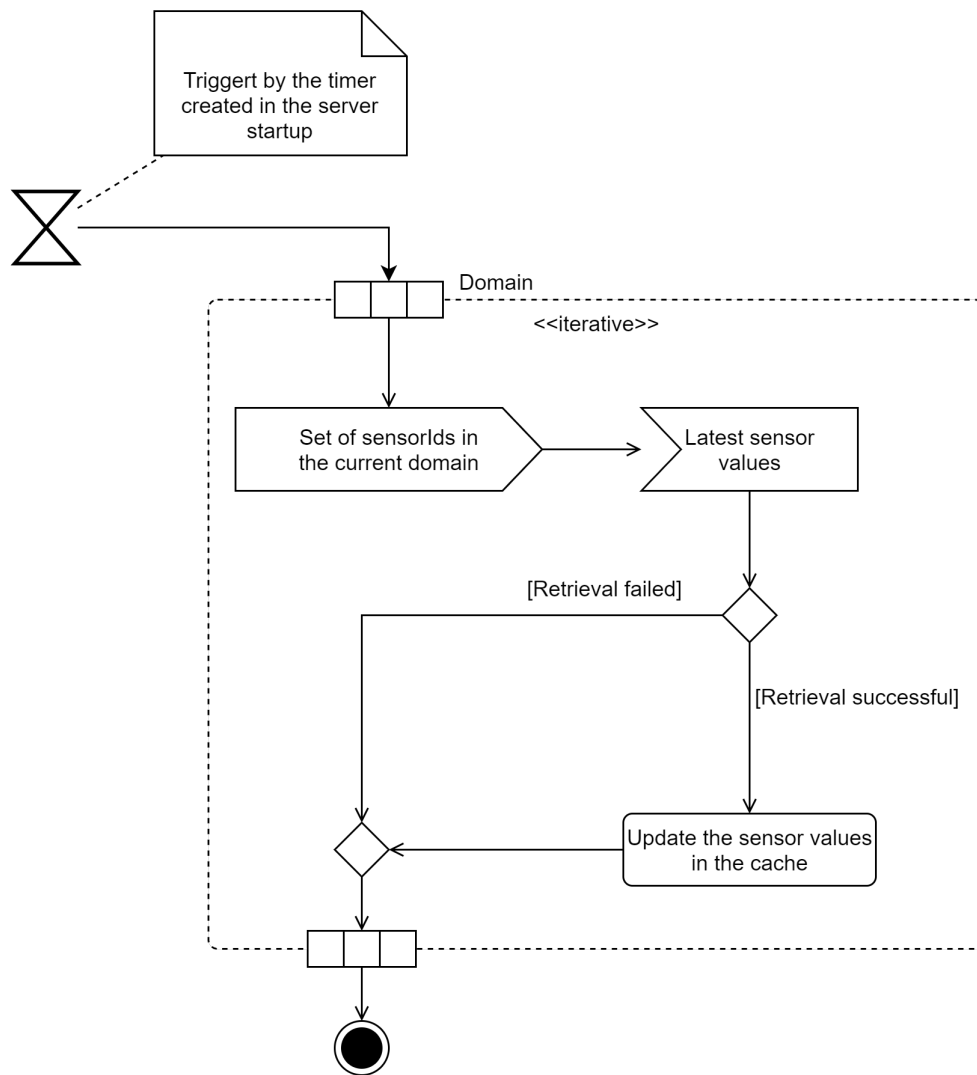 Triggert by the timer
created in the server
startup
Domain
<<iterative>>
Set of sensorIds in
the current domain
Latest sensor
values
[Retrieval failed]
[Retrieval successful]
Update the sensor values
in the cache